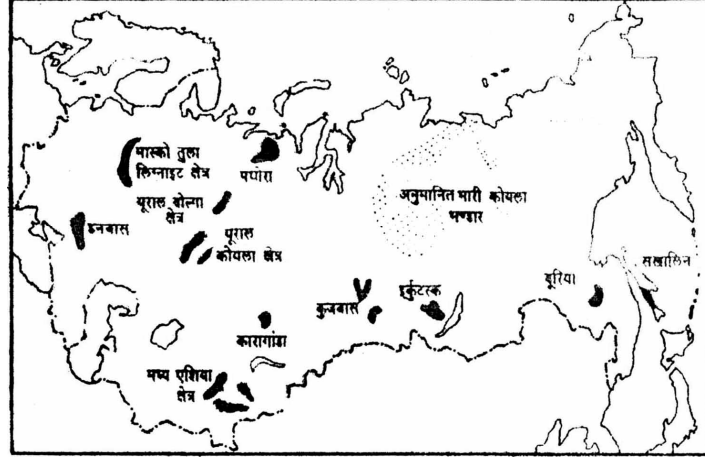 मास्को तुला
लिग्नाइट क्षेत्र
पचोरा
यूराल वोल्गा
क्षेत्र
डनबास
यूराल
कोयला क्षेत्र
अनुमानित भारी कोयला
भण्डार
सखालिन
बूरिया
कुजबास
इर्कुटस्क
कारागांडा
मध्य एशिया
क्षेत्र